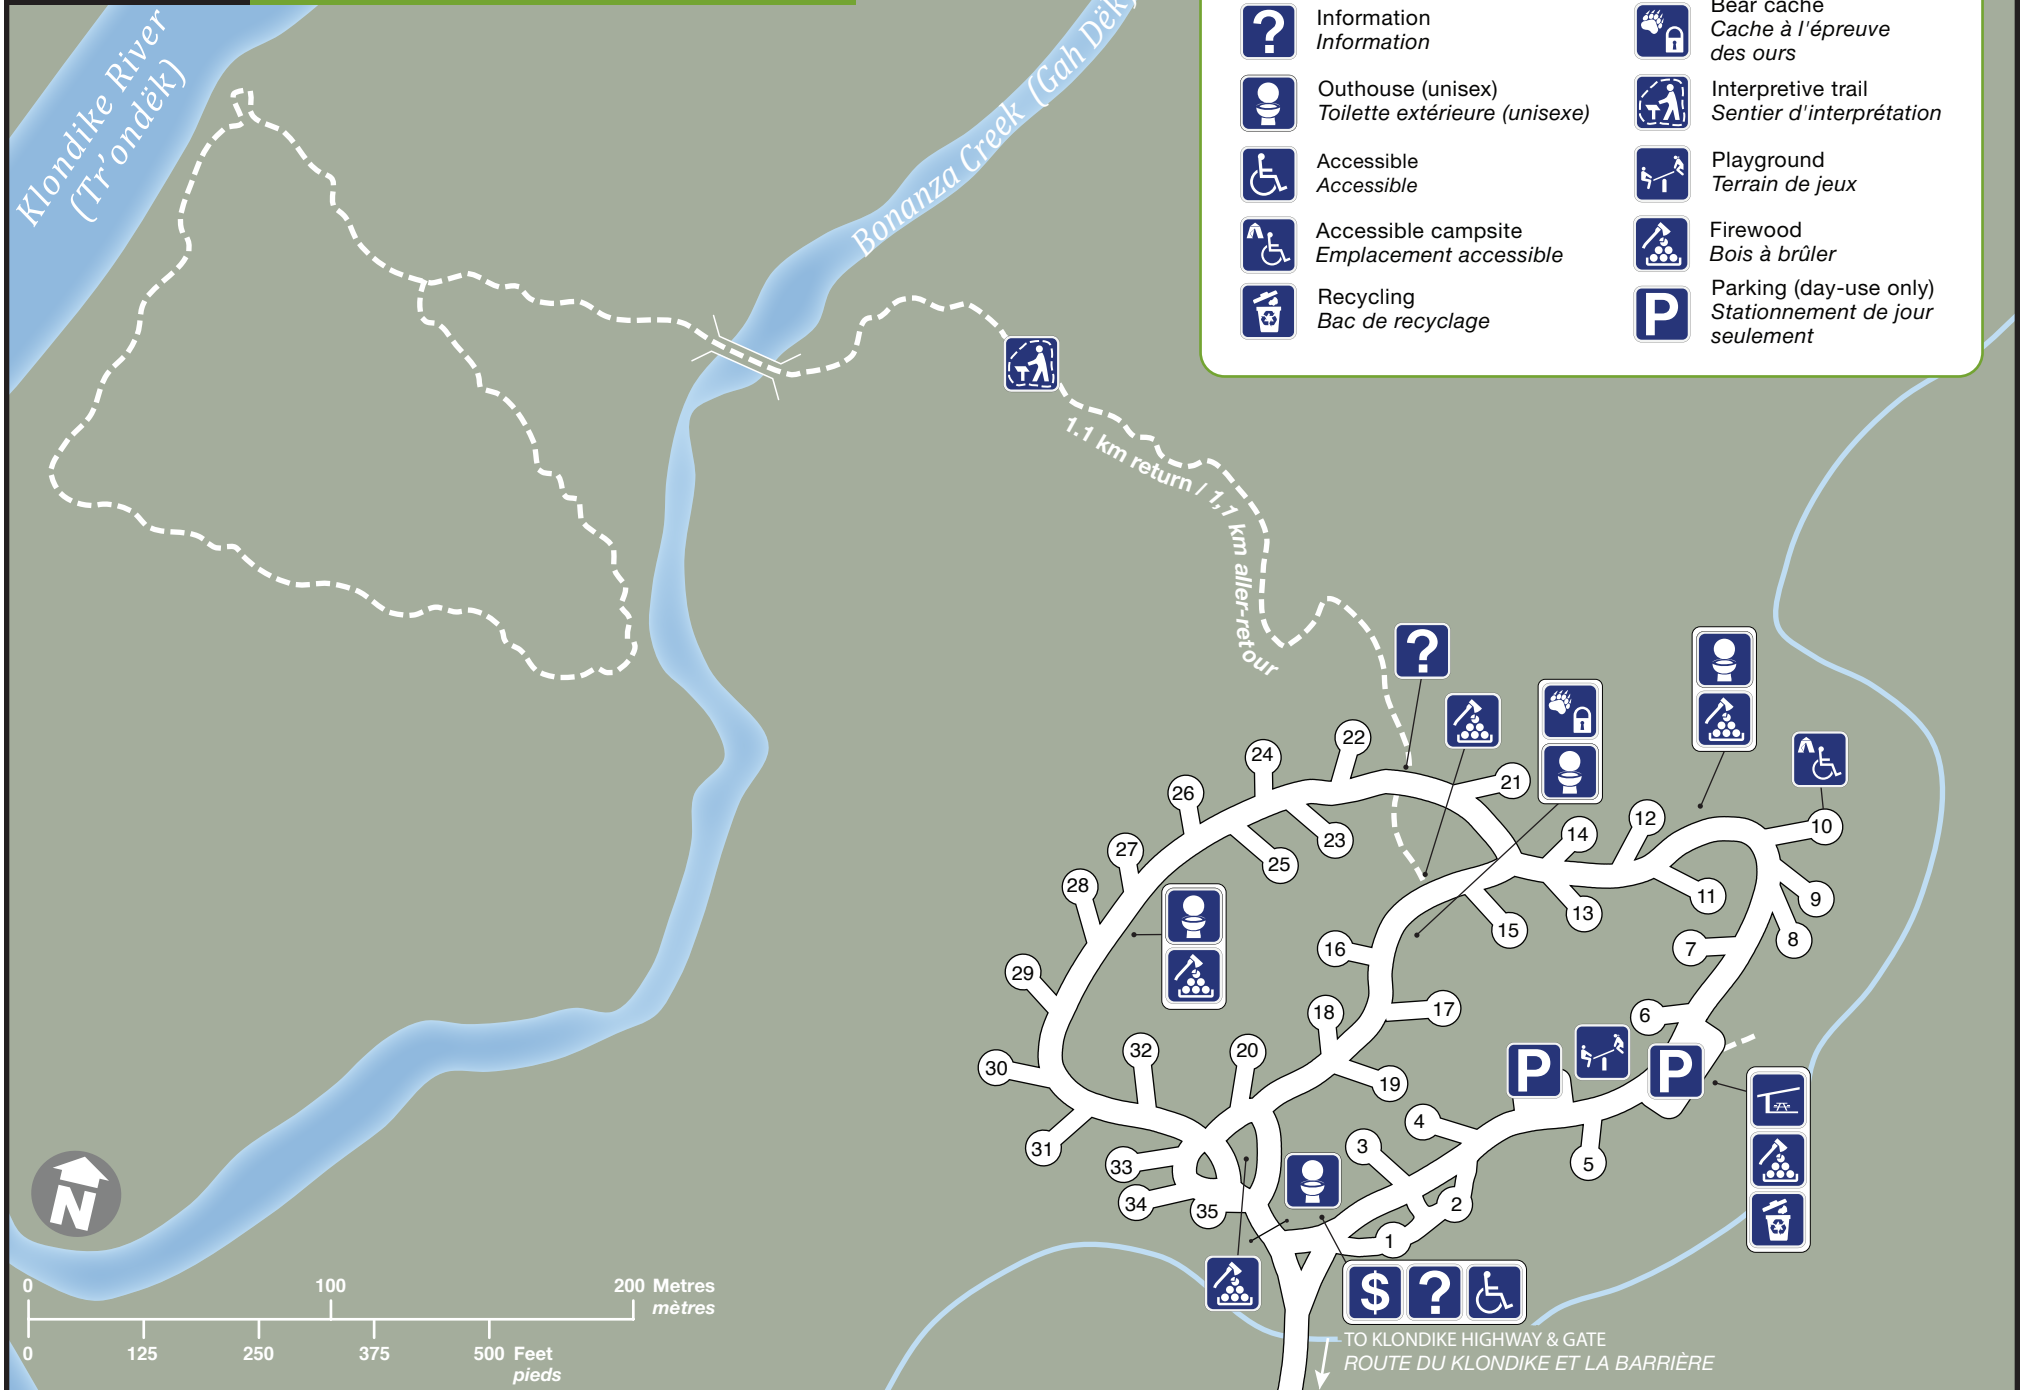 Klondike River
(Tr'ondëk)
Bonanza Creek (Gah Dëk)
?
Information
Information
Outhouse (unisex)
Toilette extérieure (unisexe)
Accessible
Accessible
Accessible campsite
Emplacement accessible
Recycling
Bac de recyclage
Bear cache
Cache à l'épreuve
des ours
Interpretive trail
Sentier d'interprétation
Playground
Terrain de jeux
Firewood
Bois à brûler
P
Parking (day-use only)
Stationnement de jour
seulement
1.1 km return / 1,1 km aller-retour
?
22
24
21
26
12
14
10
23
27
25
28
11
9
13
15
8
16
7
29
17
18
6
32
20
P
P
30
19
4
3
31
5
33
34
2
35
1
$ ?
N
0 100 200 Metres
mètres
0 125 250 375 500 Feet
pieds
TO KLONDIKE HIGHWAY & GATE
ROUTE DU KLONDIKE ET LA BARRIÈRE